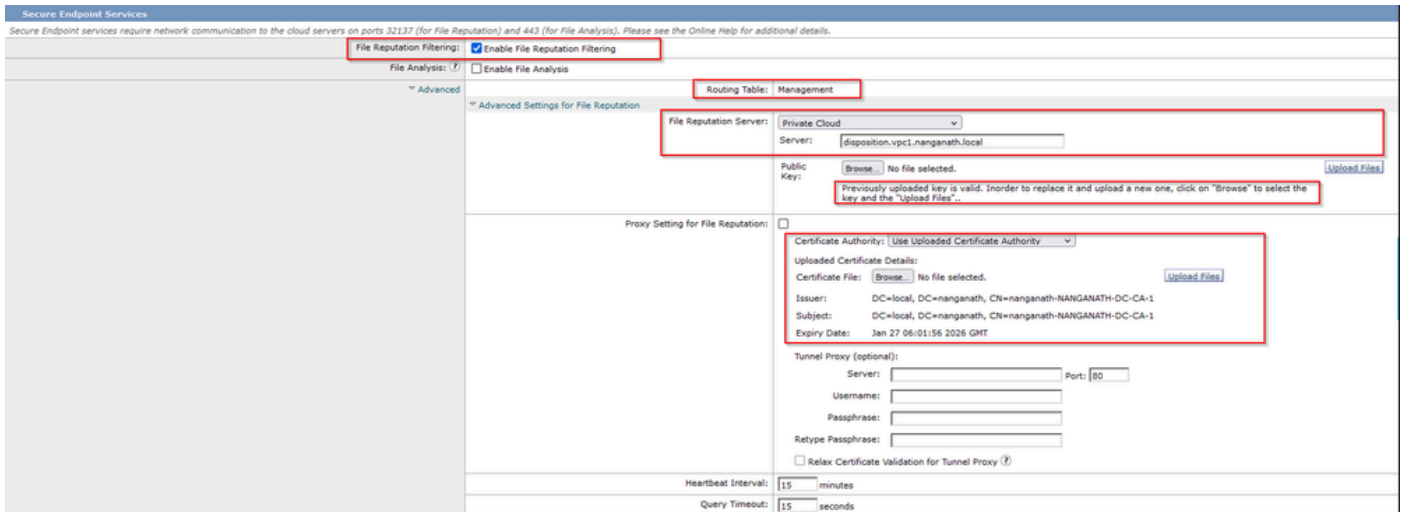 Secure Endpoint Services
Secure Endpoint services require network communication to the cloud servers on ports 32137 (for File Reputation) and 443 (for File Analysis). Please see the Online Help for additional details.
File Reputation Filtering: Enable File Reputation Filtering
File Analysis: ? Enable File Analysis
Advanced
Routing Table: Management
Advanced Settings for File Reputation
File Reputation Server: Private Cloud
Server: disposition.vpc1.nanganath.local
Public Key: Browse... No file selected. Upload Files
Previously uploaded key is valid. Inorder to replace it and upload a new one, click on "Browse" to select the
key and the "Upload Files"..
Proxy Setting for File Reputation:
Certificate Authority: Use Uploaded Certificate Authority
Uploaded Certificate Details:
Certificate File: Browse... No file selected. Upload Files
Issuer: DC=local, DC=nanganath, CN=nanganath-NANGANATH-DC-CA-1
Subject: DC=local, DC=nanganath, CN=nanganath-NANGANATH-DC-CA-1
Expiry Date: Jan 27 06:01:56 2026 GMT
Tunnel Proxy (optional):
Server: Port: 80
Username:
Passphrase:
Retype Passphrase:
Relax Certificate Validation for Tunnel Proxy ?
Heartbeat Interval: 15 minutes
Query Timeout: 15 seconds